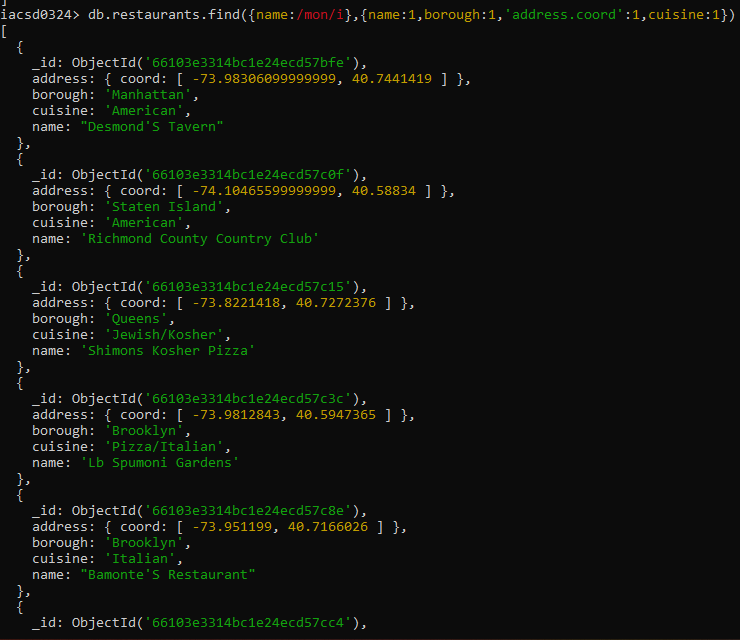 ]
iacsd0324> db.restaurants.find({name:/mon/i},{name:1,borough:1,'address.coord':1,cuisine:1})
[
  {
    _id: ObjectId('66103e3314bc1e24ecd57bfe'),
    address: { coord: [ -73.98306099999999, 40.7441419 ] },
    borough: 'Manhattan',
    cuisine: 'American',
    name: "Desmond'S Tavern"
  },
  {
    _id: ObjectId('66103e3314bc1e24ecd57c0f'),
    address: { coord: [ -74.10465599999999, 40.58834 ] },
    borough: 'Staten Island',
    cuisine: 'American',
    name: 'Richmond County Country Club'
  },
  {
    _id: ObjectId('66103e3314bc1e24ecd57c15'),
    address: { coord: [ -73.8221418, 40.7272376 ] },
    borough: 'Queens',
    cuisine: 'Jewish/Kosher',
    name: 'Shimons Kosher Pizza'
  },
  {
    _id: ObjectId('66103e3314bc1e24ecd57c3c'),
    address: { coord: [ -73.9812843, 40.5947365 ] },
    borough: 'Brooklyn',
    cuisine: 'Pizza/Italian',
    name: 'Lb Spumoni Gardens'
  },
  {
    _id: ObjectId('66103e3314bc1e24ecd57c8e'),
    address: { coord: [ -73.951199, 40.7166026 ] },
    borough: 'Brooklyn',
    cuisine: 'Italian',
    name: "Bamonte'S Restaurant"
  },
  {
    _id: ObjectId('66103e3314bc1e24ecd57cc4'),